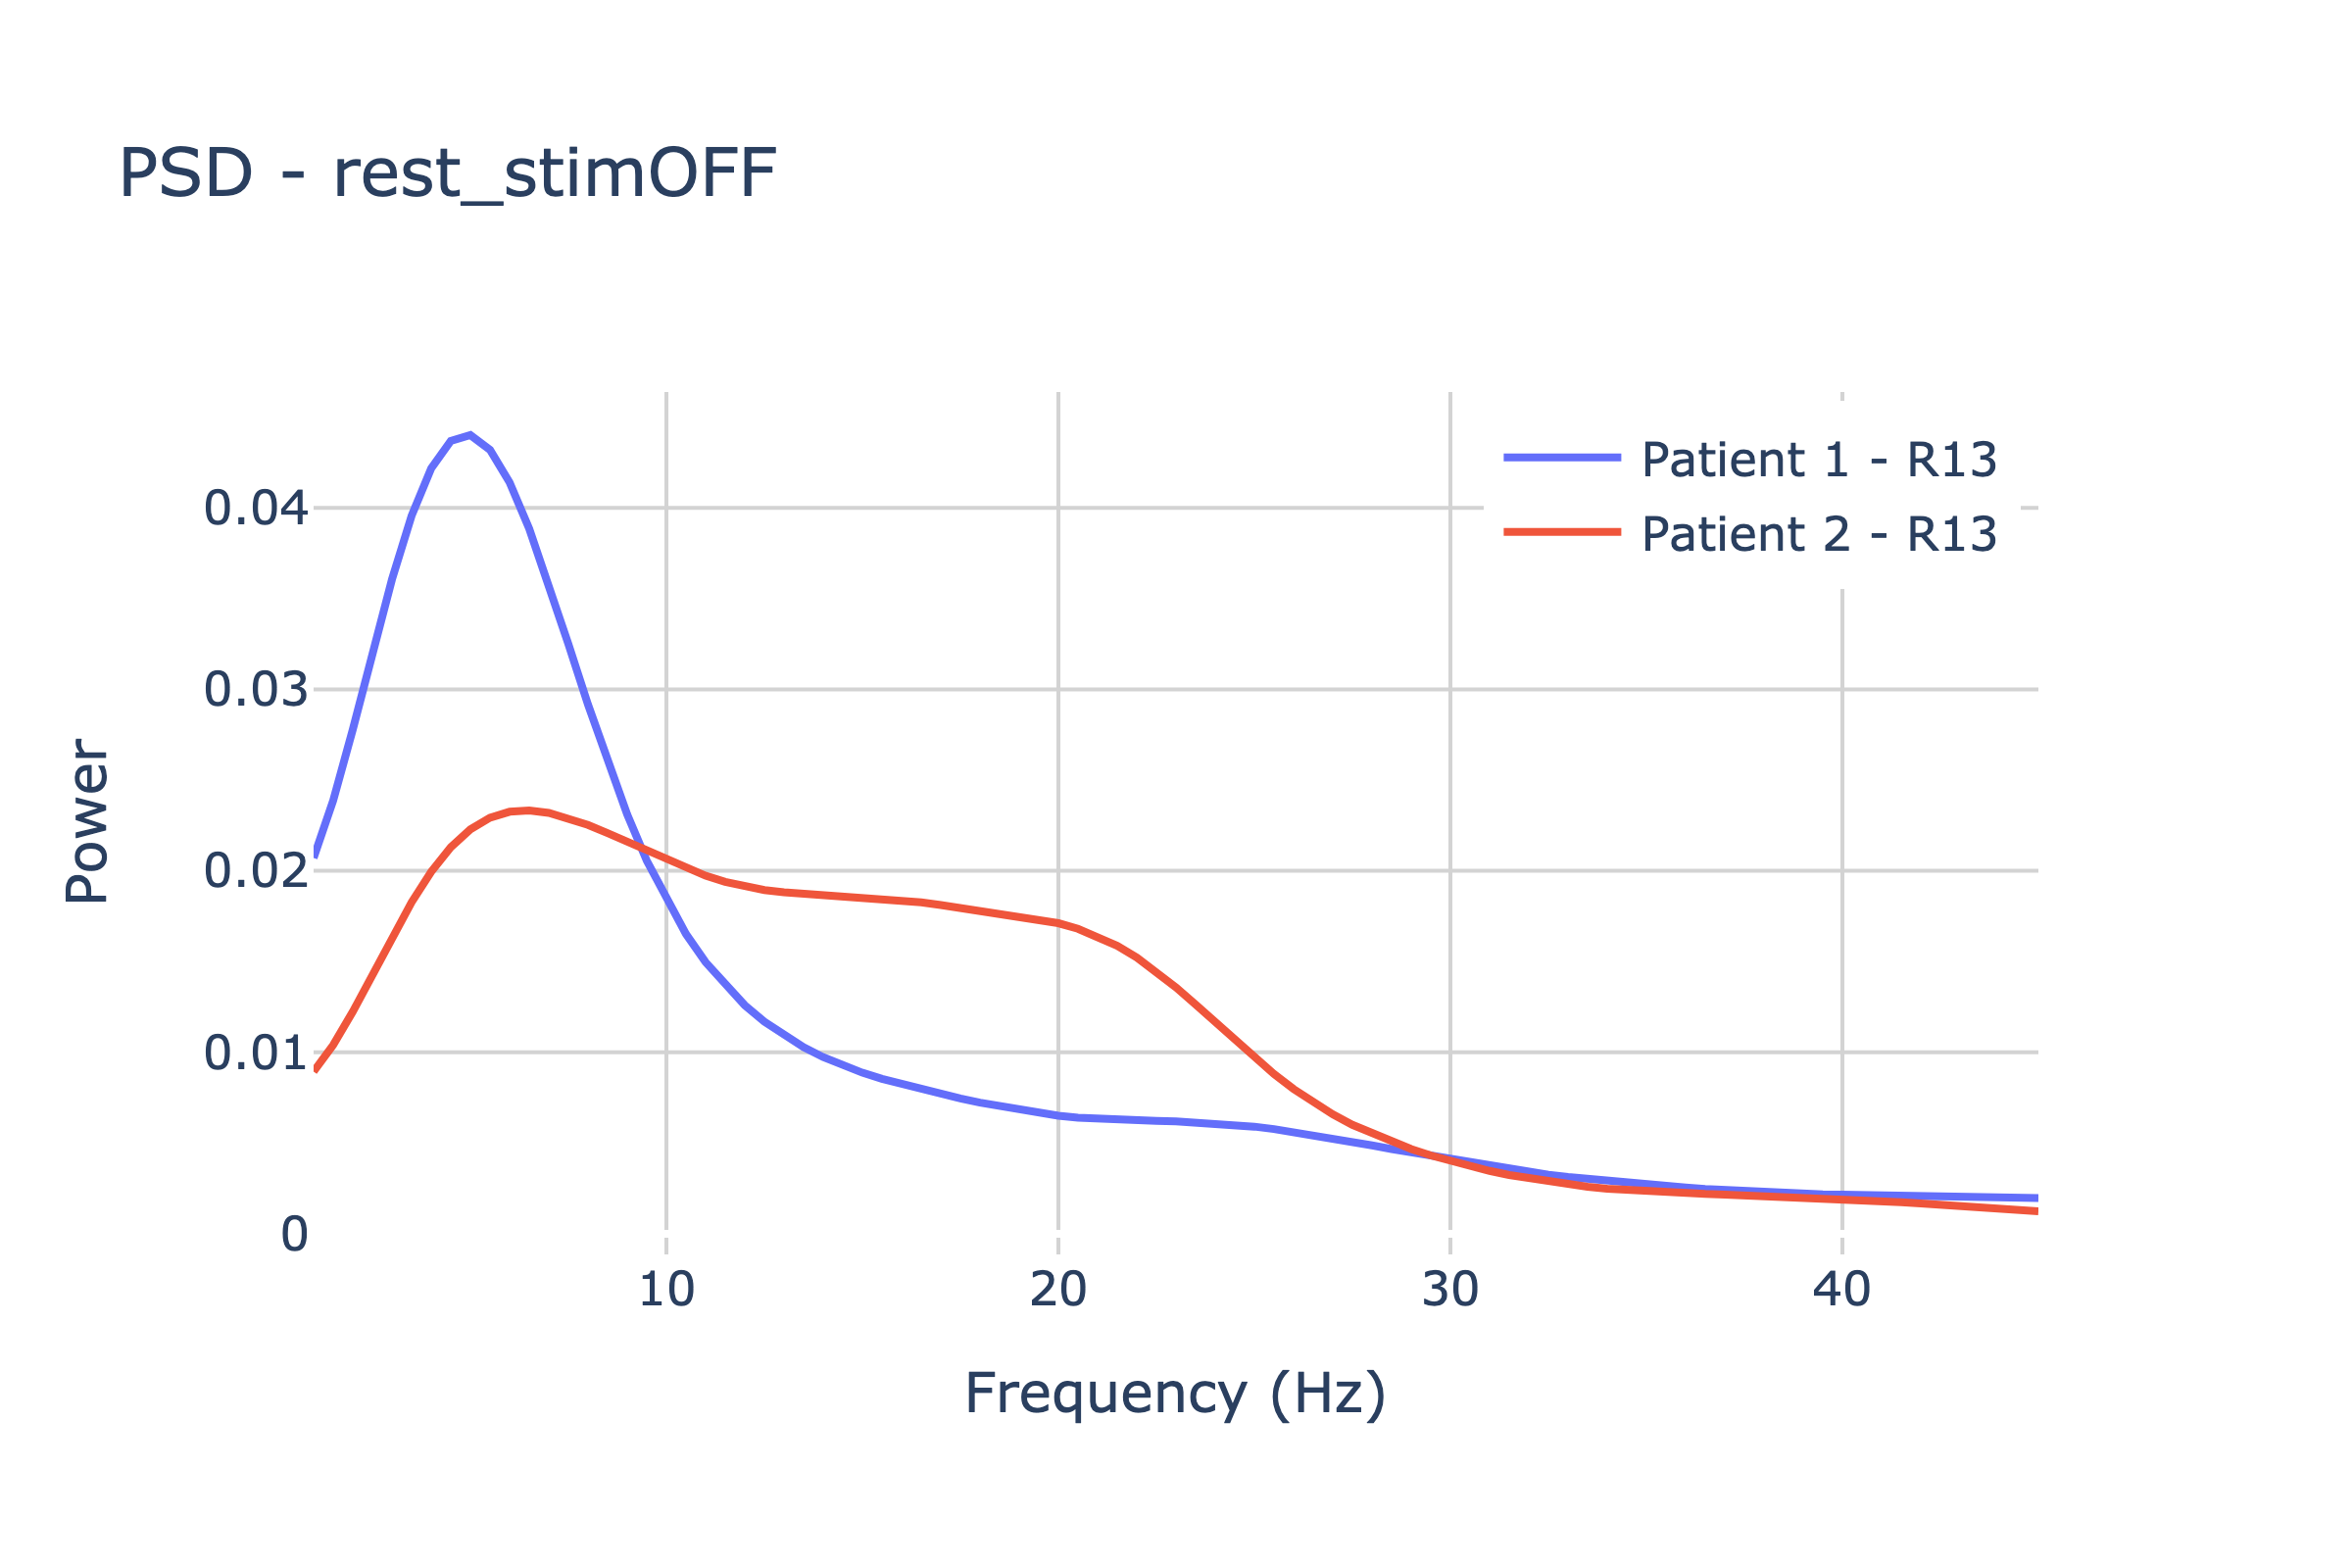 PSD - rest_stimOFF
Patient 1 - R13
Patient 2 - R13
Power
0.04
0.03
0.02
0.01
0
10
20
30
40
Frequency (Hz)